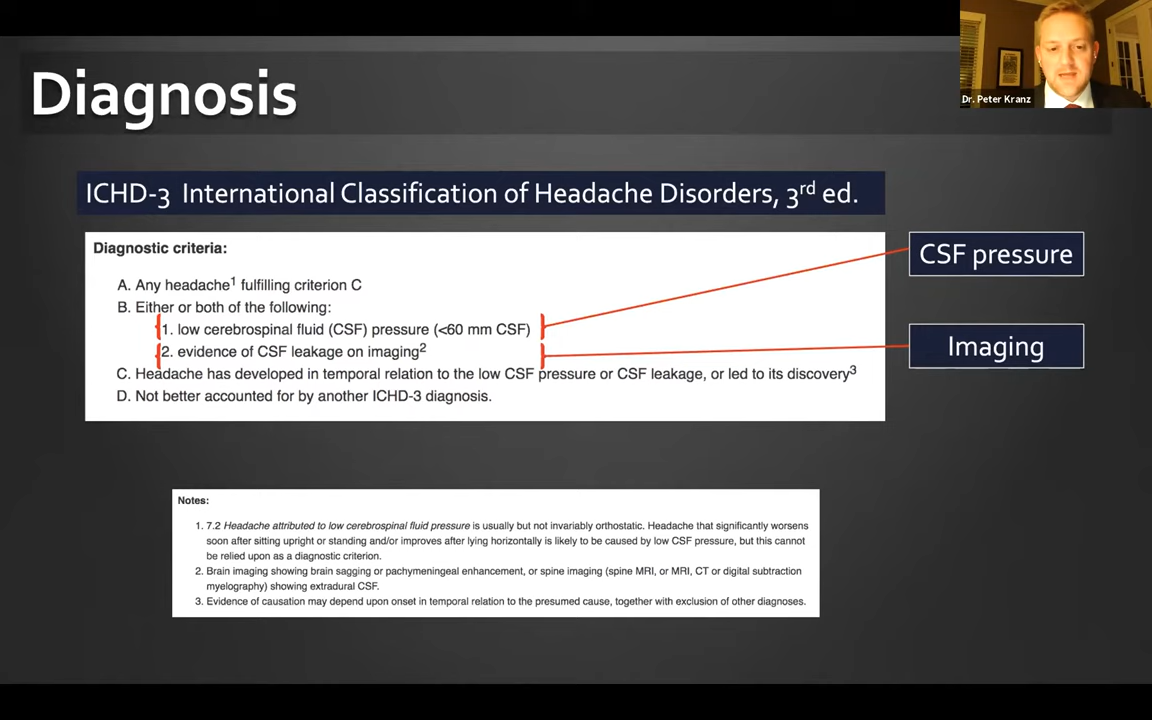 Dr. Peter Kranz
Diagnosis
ICHD-3 International Classification of Headache Disorders, 3rd ed.
Diagnostic criteria:
A. Any headache1 fulfilling criterion C
B. Either or both of the following:
1. low cerebrospinal fluid (CSF) pressure (<60 mm CSF)
2. evidence of CSF leakage on imaging2
C. Headache has developed in temporal relation to the low CSF pressure or CSF leakage, or led to its discovery3
D. Not better accounted for by another ICHD-3 diagnosis.
CSF pressure
Imaging
Notes:
1. 7.2 Headache attributed to low cerebrospinal fluid pressure is usually but not invariably orthostatic. Headache that significantly worsens
soon after sitting upright or standing and/or improves after lying horizontally is likely to be caused by low CSF pressure, but this cannot
be relied upon as a diagnostic criterion.
2. Brain imaging showing brain sagging or pachymeningeal enhancement, or spine imaging (spine MRI, or MRI, CT or digital subtraction
myelography) showing extradural CSF.
3. Evidence of causation may depend upon onset in temporal relation to the presumed cause, together with exclusion of other diagnoses.